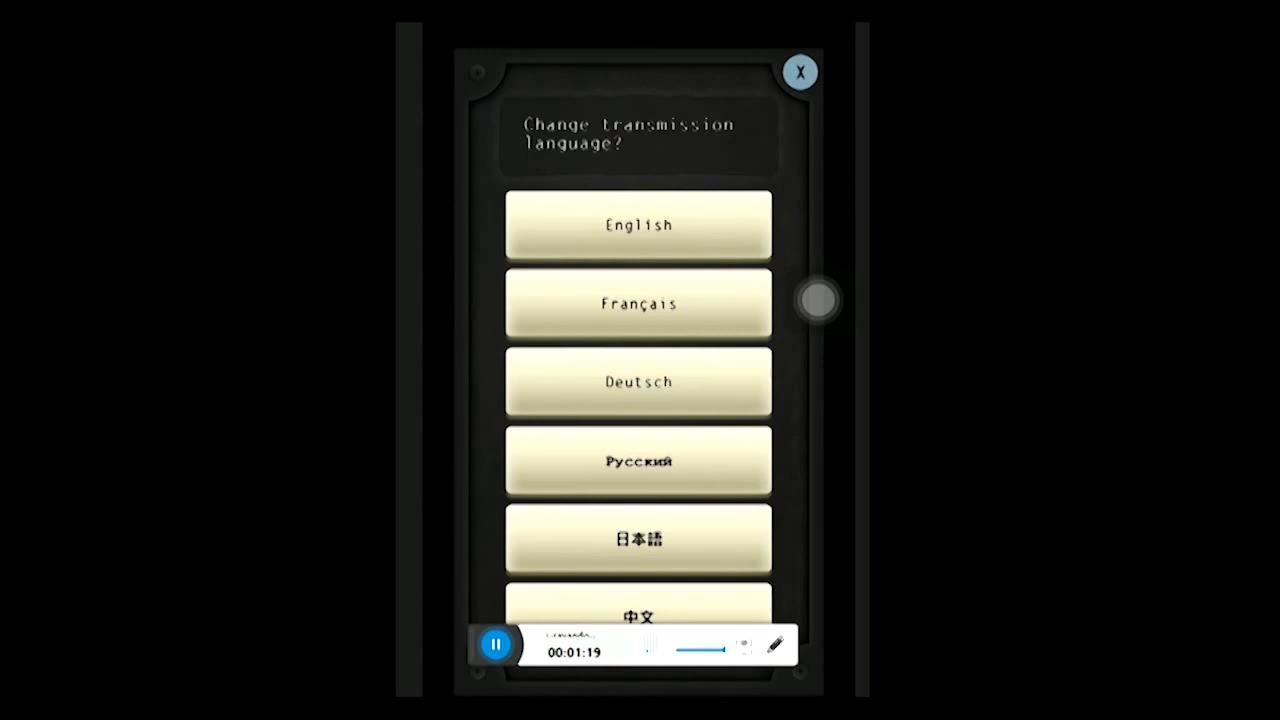 X
Change transmission
language?
English
Français
Deutsch
Русский
日本語
中文
00:01:19